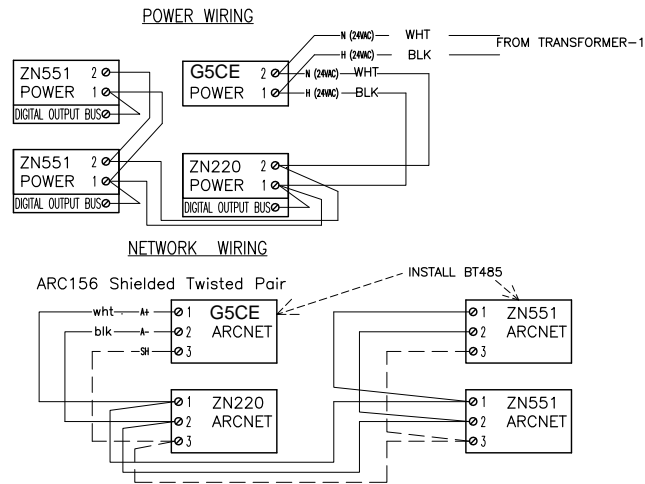 POWER WIRING
N (24VAC) WHT
H (24VAC) BLK
FROM TRANSFORMER-1
ZN551 2
POWER 1
DIGITAL OUTPUT BUS
G5CE 2
POWER 1
N (24VAC) WHT
H (24VAC) BLK
ZN551 2
POWER 1
DIGITAL OUTPUT BUS
ZN220 2
POWER 1
DIGITAL OUTPUT BUS
NETWORK WIRING
ARC156 Shielded Twisted Pair
INSTALL BT485
wht A+ 1 G5CE
blk A- 2 ARCNET
SH 3
1 ZN551
2 ARCNET
3
1 ZN220
2 ARCNET
3
1 ZN551
2 ARCNET
3